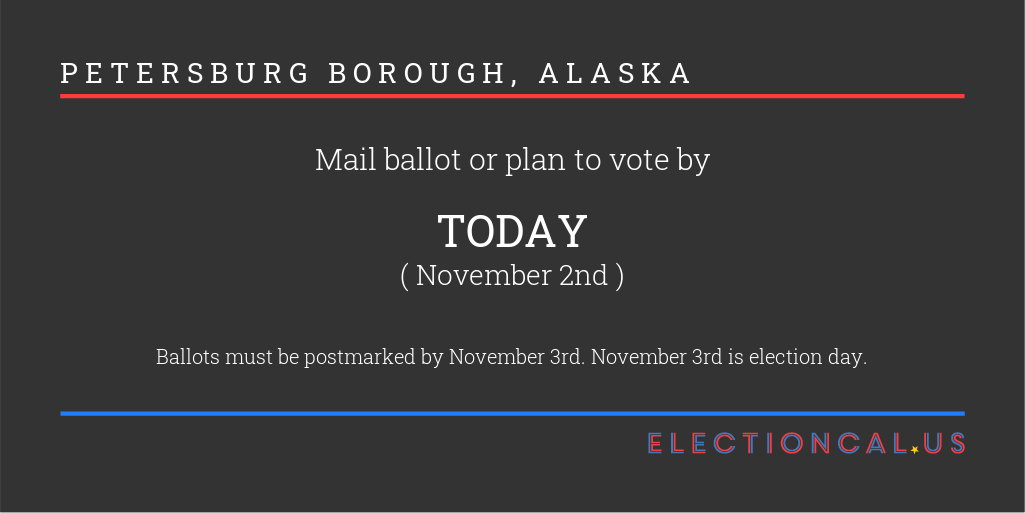 PETERSBURG BOROUGH, ALASKA
Mail ballot or plan to vote by
TODAY
( November 2nd )
Ballots must be postmarked by November 3rd. November 3rd is election day.
ELECTIONCAL.US